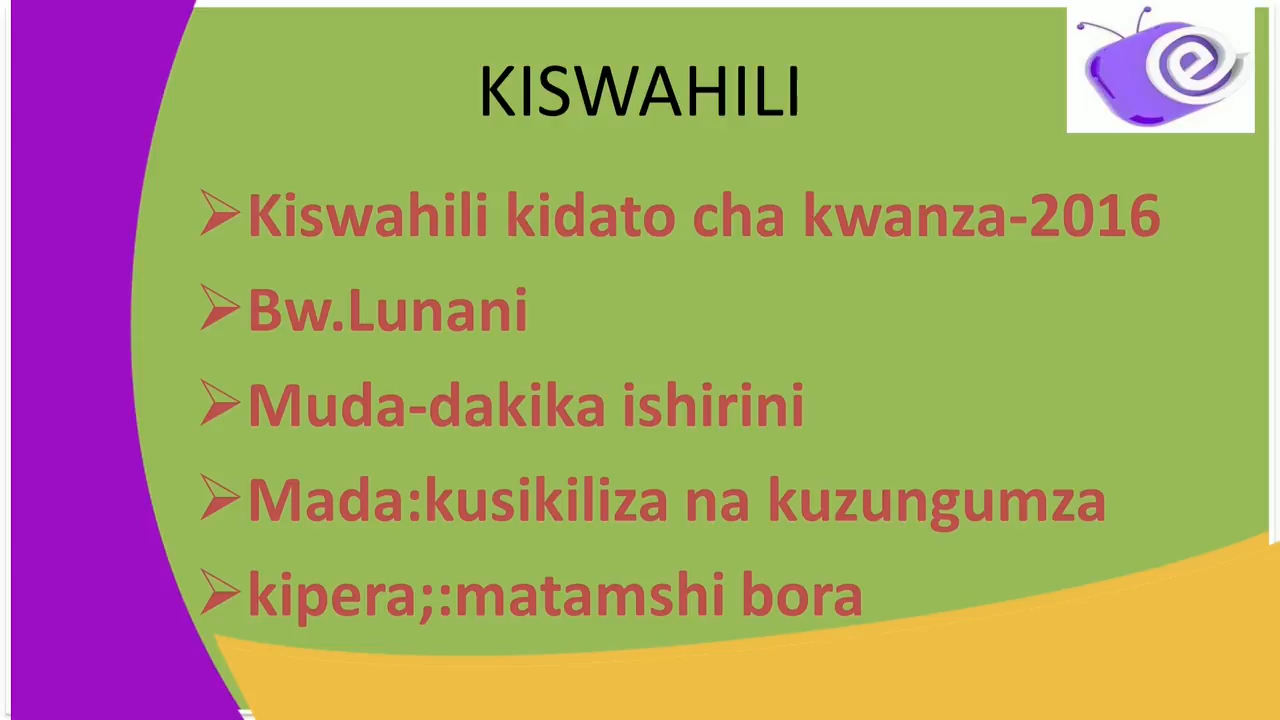 KISWAHILI
Kiswahili kidato cha kwanza-2016
Bw.Lunani
Muda-dakika ishirini
Mada:kusikiliza na kuzungumza
kipera;:matamshi bora